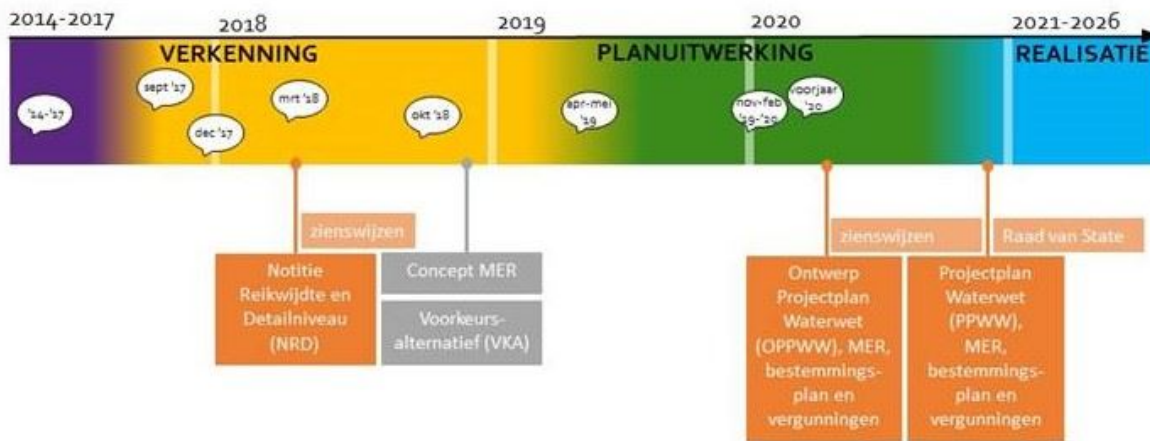 2014-2017
2018
2019
2020
2021-2026
VERKENNING
PLANUITWERKING
REALISATIE
'14-'17
sept '17
dec '17
mrt '18
okt '18
apr-mei
'19
nov-feb
'19-'20
voorjaar
'20
zienswijzen
Notitie
Reikwijdte en
Detailniveau
(NRD)
Concept MER
Voorkeurs-
alternatief (VKA)
zienswijzen
Ontwerp
Projectplan
Waterwet
(OPPWW), MER,
bestemmings-
plan en
vergunningen
Raad van State
Projectplan
Waterwet
(PPWW),
MER,
bestemmings-
plan en
vergunningen